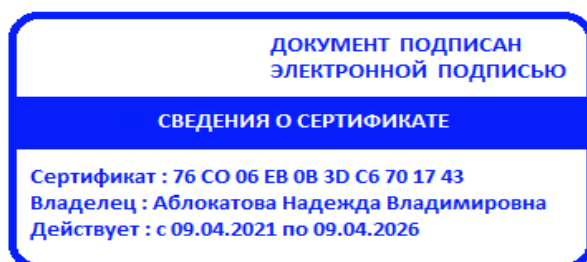 ДОКУМЕНТ ПОДПИСАН
ЭЛЕКТРОННОЙ ПОДПИСЬЮ
СВЕДЕНИЯ О СЕРТИФИКАТЕ
Сертификат : 76 CO 06 EB 0B 3D C6 70 17 43
Владелец : Аблокатова Надежда Владимировна
Действует : с 09.04.2021 по 09.04.2026